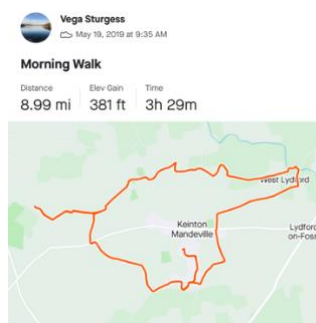 Vega Sturgess
May 19, 2019 at 9:35 AM
Morning Walk
Distance Elev Gain Time
8.99 mi 381 ft 3h 29m
West Lydford
Keinton
Mandeville
Lydford
on-Fos